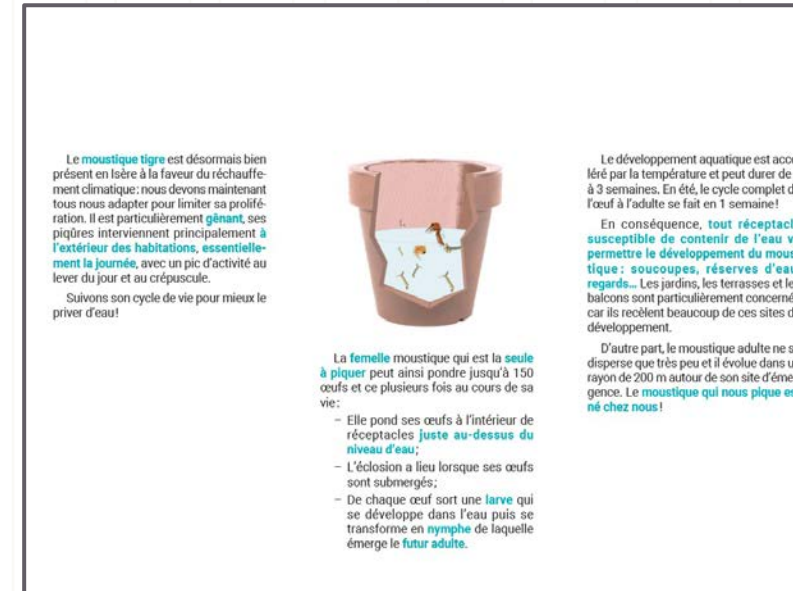 Le moustique tigre est désormais bien
présent en Isère à la faveur du réchauffe-
ment climatique: nous devons maintenant
tous nous adapter pour limiter sa prolifé-
ration. Il est particulièrement gênant, ses
piqûres interviennent principalement à
l'extérieur des habitations, essentielle-
ment la journée, avec un pic d'activité au
lever du jour et au crépuscule.
Suivons son cycle de vie pour mieux le
priver d'eau!
La femelle moustique qui est la seule
à piquer peut ainsi pondre jusqu'à 150
œufs et ce plusieurs fois au cours de sa
vie:
– Elle pond ses œufs à l'intérieur de
réceptacles juste au-dessus du
niveau d'eau;
– L'éclosion a lieu lorsque ses œufs
sont submergés;
– De chaque œuf sort une larve qui
se développe dans l'eau puis se
transforme en nymphe de laquelle
émerge le futur adulte.
Le développement aquatique est accé
léré par la température et peut durer de
à 3 semaines. En été, le cycle complet d
l'œuf à l'adulte se fait en 1 semaine!
En conséquence, tout réceptacl
susceptible de contenir de l'eau v
permettre le développement du mous
tique: soucoupes, réserves d'eau
regards... Les jardins, les terrasses et le
balcons sont particulièrement concerné
car ils recèlent beaucoup de ces sites d
développement.
D'autre part, le moustique adulte ne s
disperse que très peu et il évolue dans u
rayon de 200 m autour de son site d'éme
gence. Le moustique qui nous pique es
né chez nous!